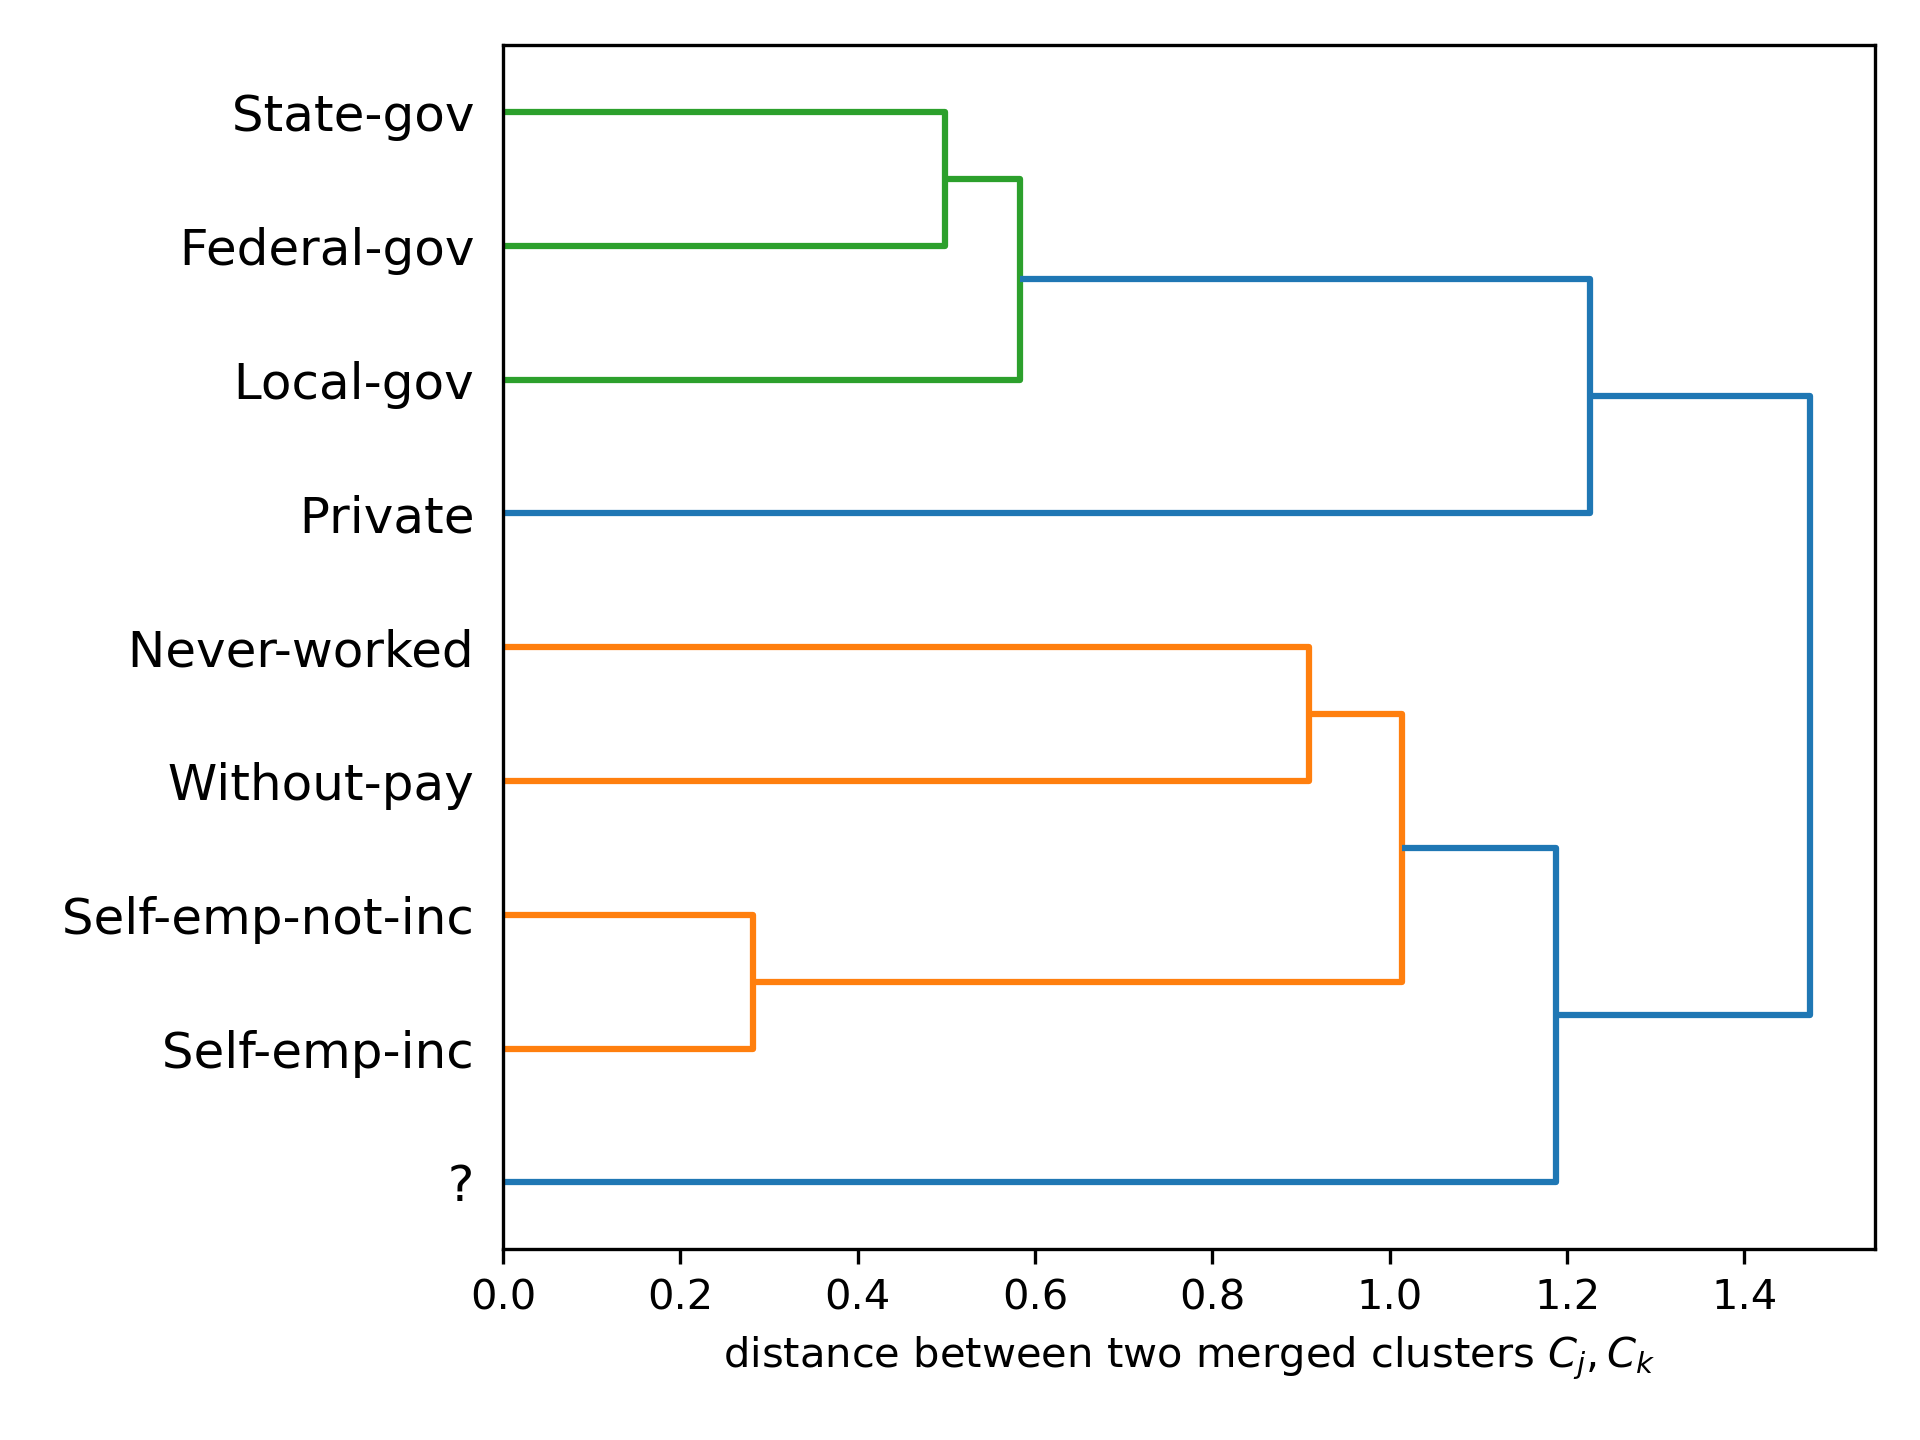 State-gov
Federal-gov
Local-gov
Private
Never-worked
Without-pay
Self-emp-not-inc
Self-emp-inc
?
0.0 0.2 0.4 0.6 0.8 1.0 1.2 1.4
distance between two merged clusters C_j, C_k